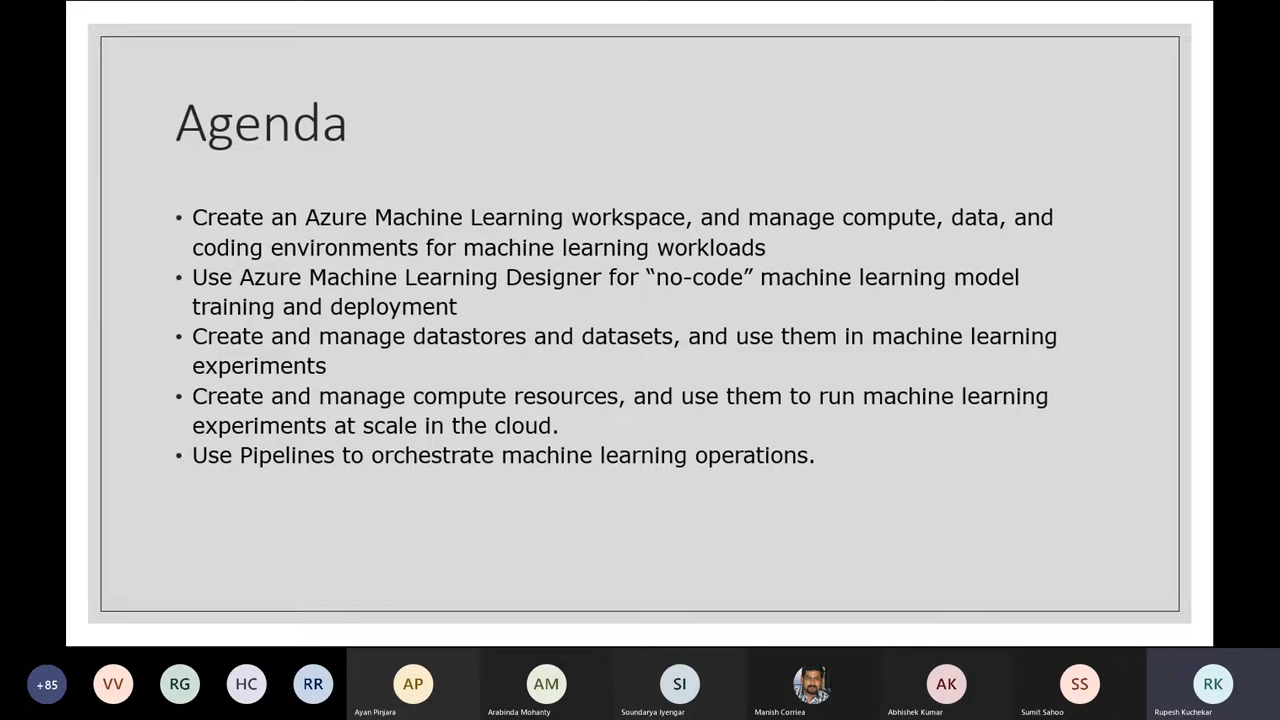 Agenda
• Create an Azure Machine Learning workspace, and manage compute, data, and
coding environments for machine learning workloads
• Use Azure Machine Learning Designer for “no-code” machine learning model
training and deployment
• Create and manage datastores and datasets, and use them in machine learning
experiments
• Create and manage compute resources, and use them to run machine learning
experiments at scale in the cloud.
• Use Pipelines to orchestrate machine learning operations.
+85 VV RG HC RR AP AM SI AK SS RK
Ayan Pinjara Arabinda Mohanty Soundarya Iyengar Manish Corriea Abhishek Kumar Sumit Sahoo Rupesh Kuchekar